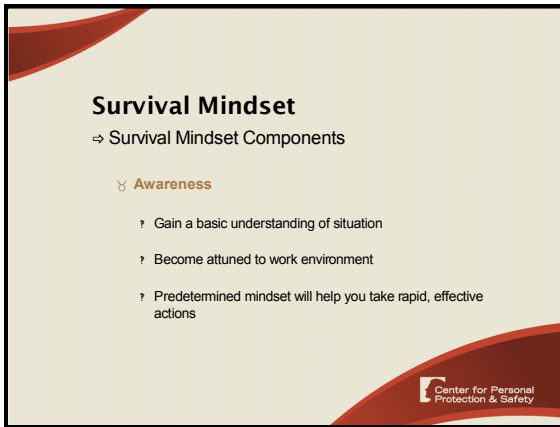 Survival Mindset
⇨ Survival Mindset Components
♉ Awareness
? Gain a basic understanding of situation
? Become attuned to work environment
? Predetermined mindset will help you take rapid, effective
actions
Center for Personal
Protection & Safety